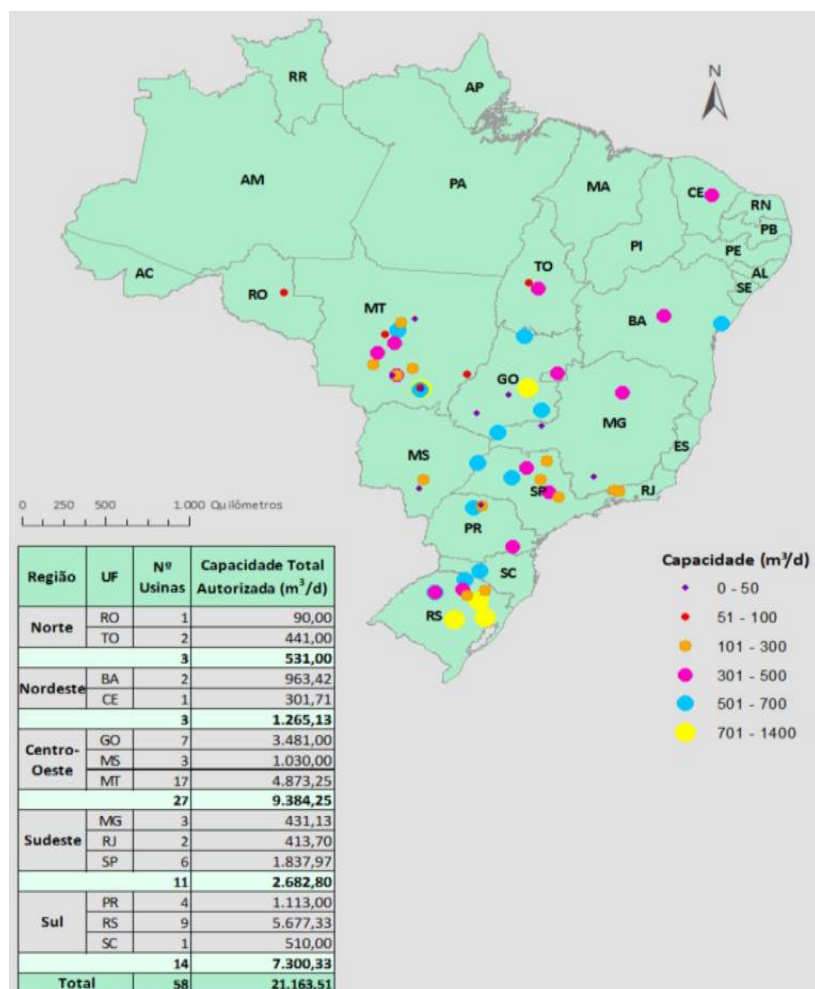 N
RR
AP
AM
PA
MA
CE
RN
PB
PI
PE
AC
TO
AL
SE
RO
MT
BA
GO
MG
ES
MS
SP
RJ
PR
SC
RS
0 250 500 1.000 Quilômetros
Capacidade (m³/d)
0 - 50
51 - 100
101 - 300
301 - 500
501 - 700
701 - 1400
Região UF Nº Usinas Capacidade Total Autorizada (m³/d)
Norte RO 1 90,00
TO 2 441,00
3 531,00
Nordeste BA 2 963,42
CE 1 301,71
3 1.265,13
Centro-Oeste GO 7 3.481,00
MS 3 1.030,00
MT 17 4.873,25
27 9.384,25
Sudeste MG 3 431,13
RJ 2 413,70
SP 6 1.837,97
11 2.682,80
Sul PR 4 1.113,00
RS 9 5.677,33
SC 1 510,00
14 7.300,33
Total 58 21.163,51